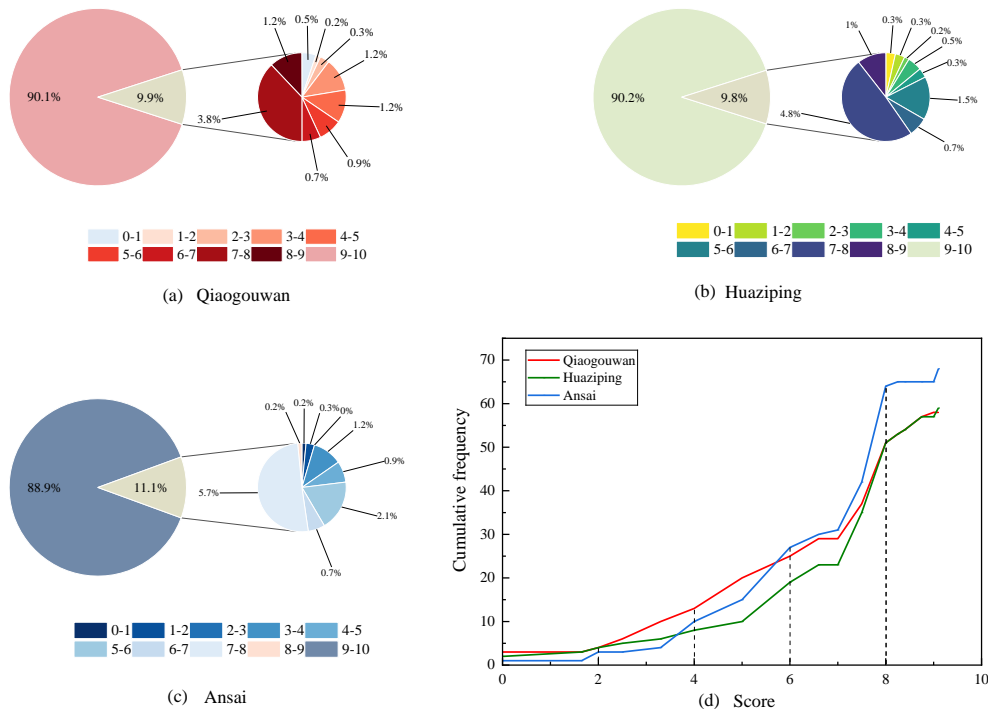 1.2%
0.5%
0.2%
0.3%
1.2%
90.1%
9.9%
3.8%
1.2%
0.9%
0.7%
0-1 1-2 2-3 3-4 4-5
5-6 6-7 7-8 8-9 9-10
(a) Qiaogouwan
1%
0.3%
0.3%
0.2%
0.5%
0.3%
90.2%
9.8%
4.8%
1.5%
0.7%
0-1 1-2 2-3 3-4 4-5
5-6 6-7 7-8 8-9 9-10
(b) Huaziping
0.2%
0.2%
0.3%
0%
1.2%
0.9%
88.9%
11.1%
5.7%
2.1%
0.7%
0-1 1-2 2-3 3-4 4-5
5-6 6-7 7-8 8-9 9-10
(c) Ansai
Qiaogouwan
Huaziping
Ansai
Cumulative frequency
70
60
50
40
30
20
10
0
0 2 4 6 8 10
(d) Score